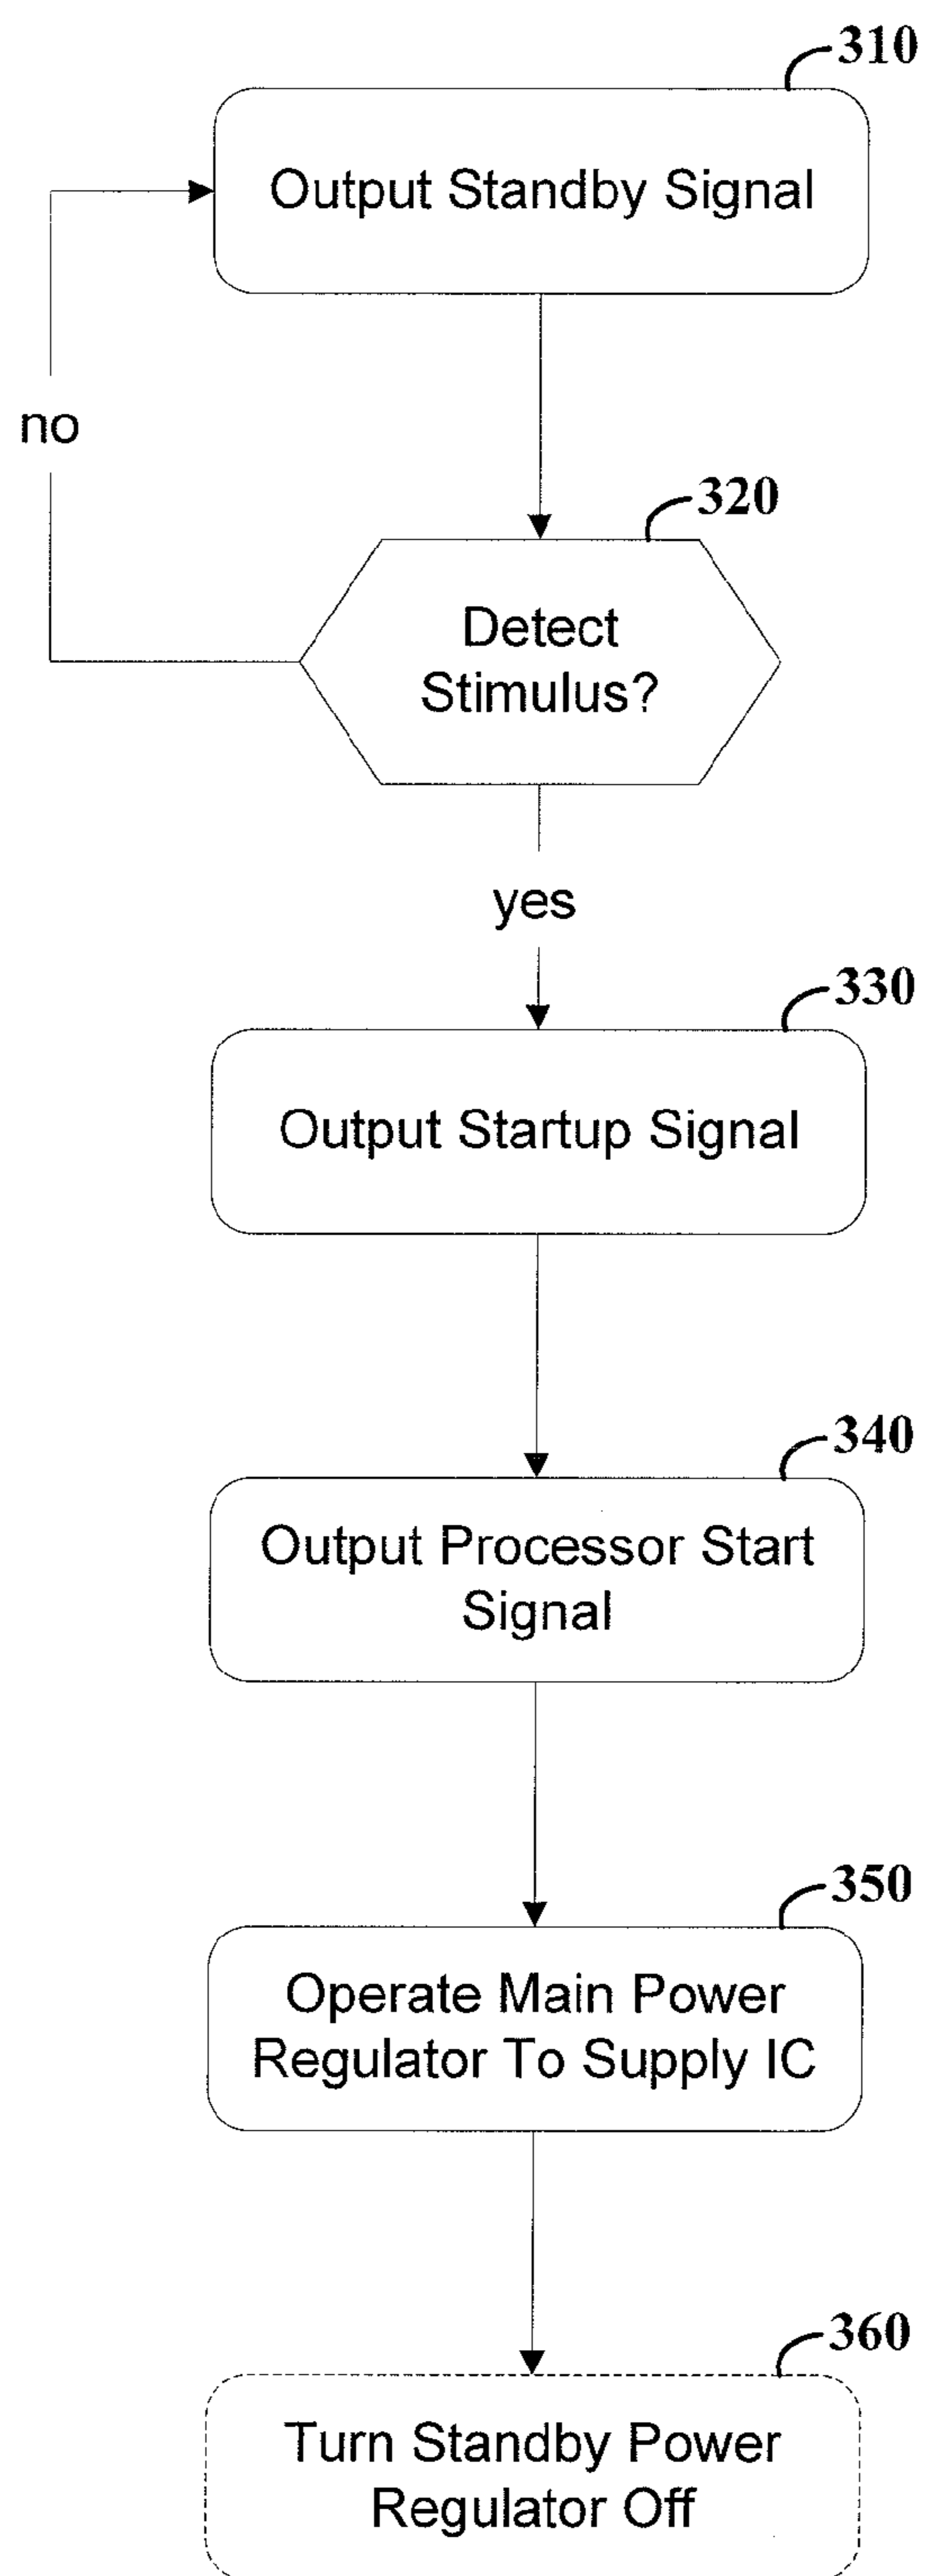 310
Output Standby Signal
no
320
Detect
Stimulus?
yes
330
Output Startup Signal
340
Output Processor Start
Signal
350
Operate Main Power
Regulator To Supply IC
360
Turn Standby Power
Regulator Off